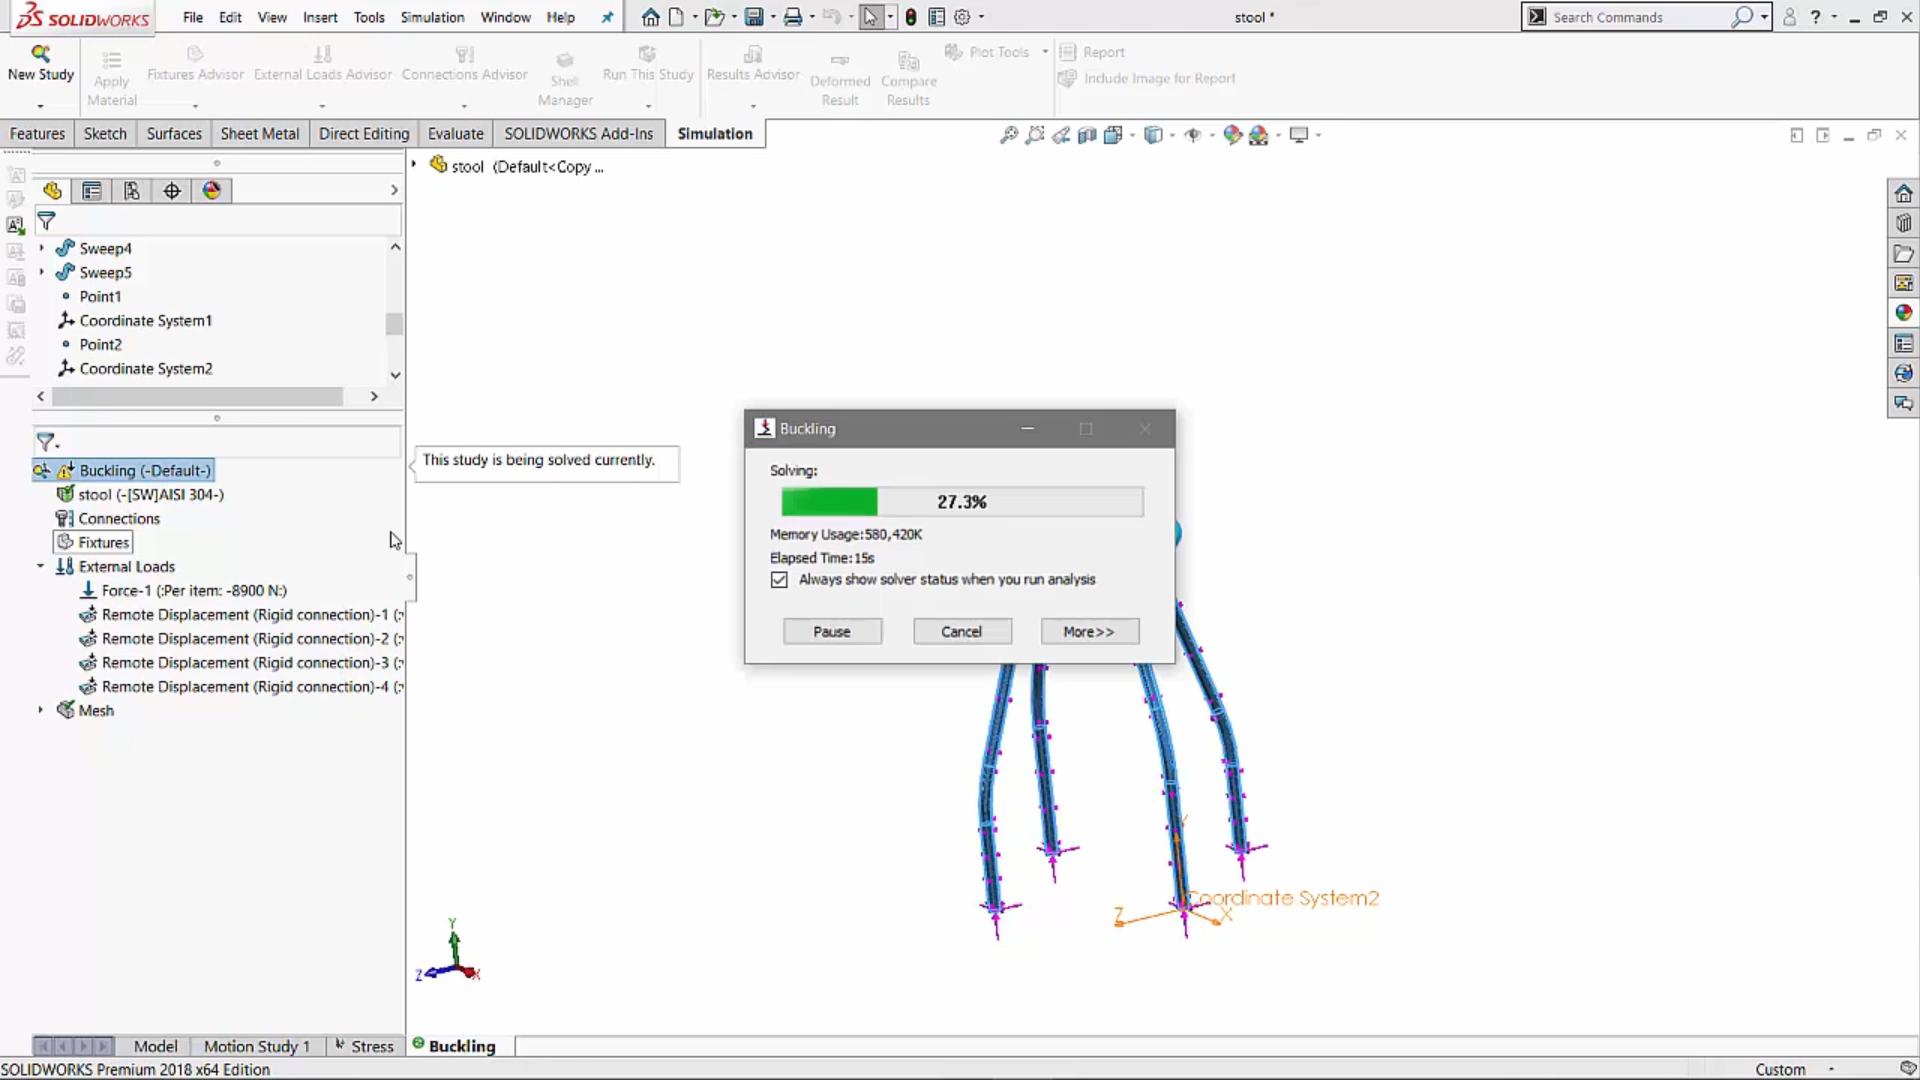 SOLIDWORKS
File Edit View Insert Tools Simulation Window Help
stool *
Search Commands
?
New Study
Apply
Material
Fixtures Advisor
External Loads Advisor
Connections Advisor
Shell
Manager
Run This Study
Results Advisor
Deformed
Result
Compare
Results
Plot Tools
Report
Include Image for Report
Features Sketch Surfaces Sheet Metal Direct Editing Evaluate SOLIDWORKS Add-Ins Simulation
stool (Default<Copy ...
Sweep4
Sweep5
Point1
Coordinate System1
Point2
Coordinate System2
Buckling (-Default-)
stool (-[SW]AISI 304-)
Connections
Fixtures
External Loads
Force-1 (:Per item: -8900 N:)
Remote Displacement (Rigid connection)-1 (:
Remote Displacement (Rigid connection)-2 (:
Remote Displacement (Rigid connection)-3 (:
Remote Displacement (Rigid connection)-4 (:
Mesh
This study is being solved currently.
Buckling
Solving:
27.3%
Memory Usage:580,420K
Elapsed Time:15s
Always show solver status when you run analysis
Pause Cancel More>>
Coordinate System2
Y
Z
X
Y
Z
X
Model Motion Study 1 Stress Buckling
SOLIDWORKS Premium 2018 x64 Edition
Custom